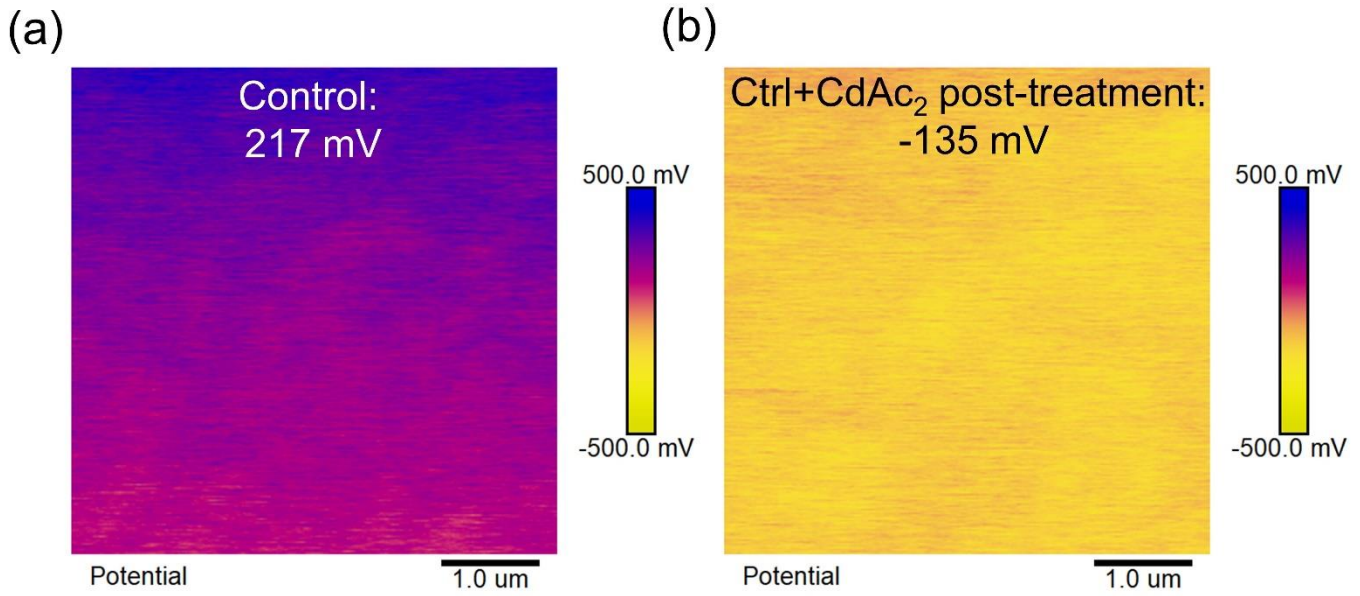 (a)
Control:
217 mV
500.0 mV
-500.0 mV
Potential
1.0 um
(b)
Ctrl+CdAc₂ post-treatment:
-135 mV
500.0 mV
-500.0 mV
Potential
1.0 um